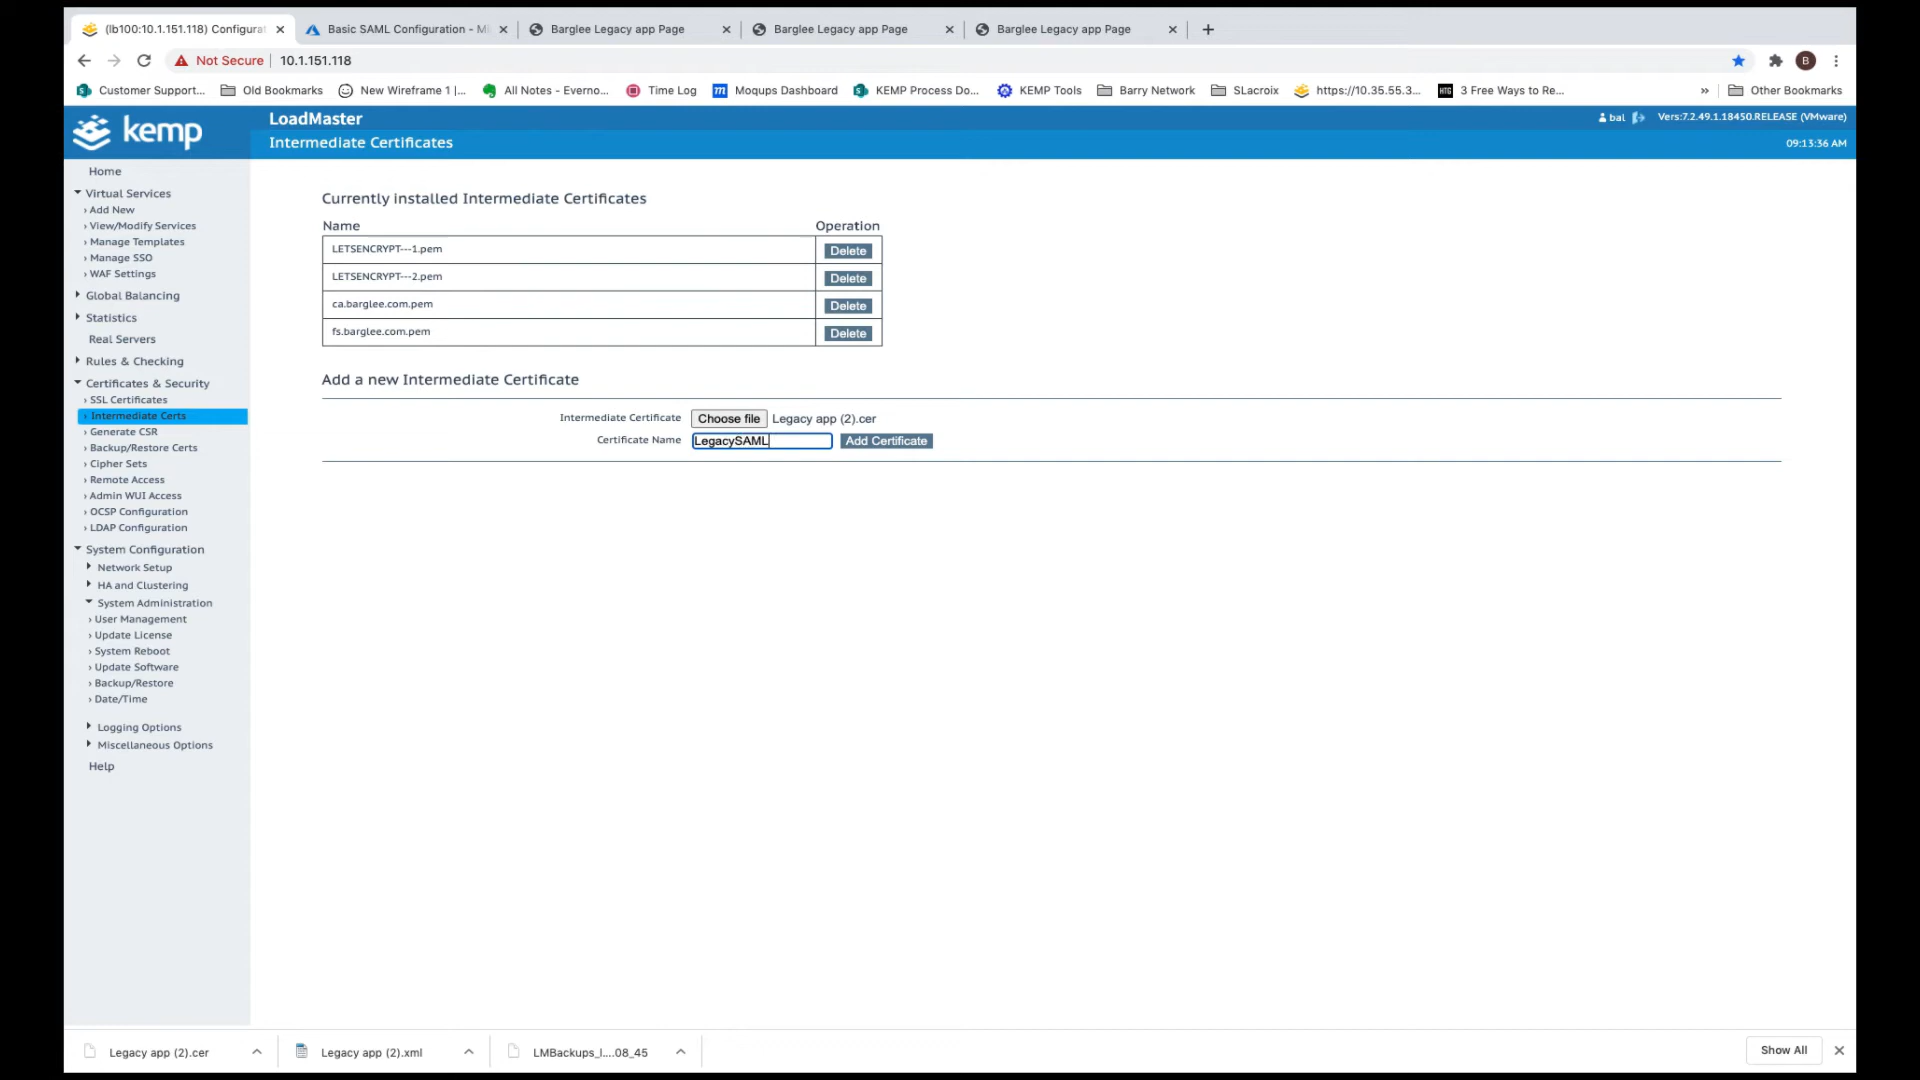 (lb100:10.1.151.118) Configurat
Basic SAML Configuration - Mi
Barglee Legacy app Page
Barglee Legacy app Page
Barglee Legacy app Page
Not Secure
10.1.151.118
B
Customer Support...
Old Bookmarks
New Wireframe 1 |...
All Notes - Everno...
Time Log
Moqups Dashboard
KEMP Process Do...
KEMP Tools
Barry Network
SLacroix
https://10.35.55.3...
HTG
3 Free Ways to Re...
»
Other Bookmarks
kemp
LoadMaster
bal
Vers:7.2.49.1.18450.RELEASE (VMware)
Intermediate Certificates
09:13:36 AM
Home
Virtual Services
Add New
View/Modify Services
Manage Templates
Manage SSO
WAF Settings
Global Balancing
Statistics
Real Servers
Rules & Checking
Certificates & Security
SSL Certificates
Intermediate Certs
Generate CSR
Backup/Restore Certs
Cipher Sets
Remote Access
Admin WUI Access
OCSP Configuration
LDAP Configuration
System Configuration
Network Setup
HA and Clustering
System Administration
User Management
Update License
System Reboot
Update Software
Backup/Restore
Date/Time
Logging Options
Miscellaneous Options
Help
Currently installed Intermediate Certificates
Name Operation
LETSENCRYPT---1.pem Delete
LETSENCRYPT---2.pem Delete
ca.barglee.com.pem Delete
fs.barglee.com.pem Delete
Add a new Intermediate Certificate
Intermediate Certificate Choose file Legacy app (2).cer
Certificate Name LegacySAML Add Certificate
Legacy app (2).cer
Legacy app (2).xml
LMBackups_l....08_45
Show All